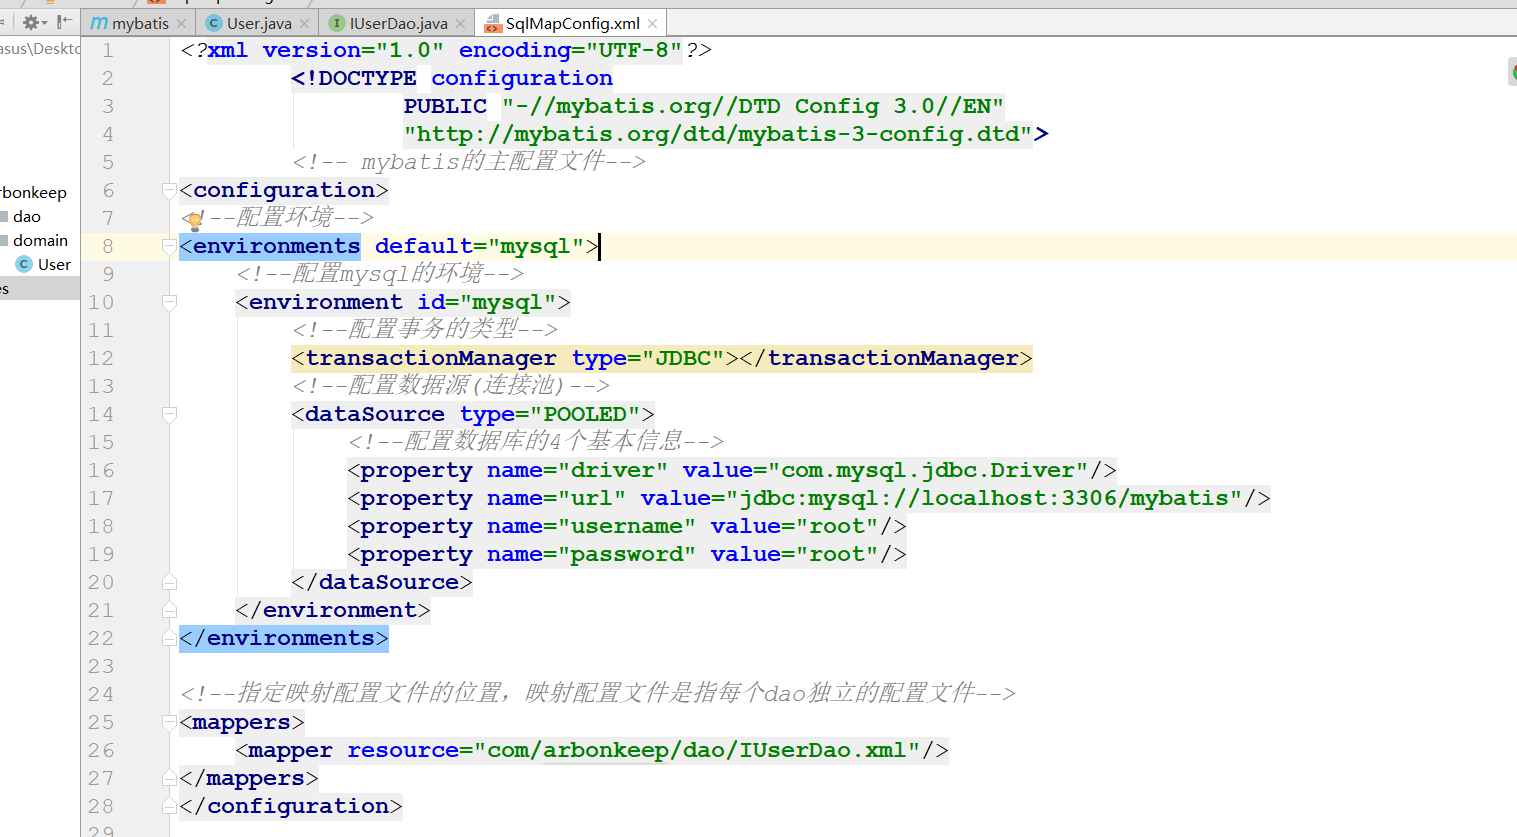 mybatis
User.java
IUserDao.java
SqlMapConfig.xml
asus\Deskto
rbonkeep
dao
domain
User
es
1 <?xml version="1.0" encoding="UTF-8"?>
2 <!DOCTYPE configuration
3 PUBLIC "-//mybatis.org//DTD Config 3.0//EN"
4 "http://mybatis.org/dtd/mybatis-3-config.dtd">
5 <!-- mybatis的主配置文件-->
6 <configuration>
7 <!--配置环境-->
8 <environments default="mysql">
9 <!--配置mysql的环境-->
10 <environment id="mysql">
11 <!--配置事务的类型-->
12 <transactionManager type="JDBC"></transactionManager>
13 <!--配置数据源(连接池)-->
14 <dataSource type="POOLED">
15 <!--配置数据库的4个基本信息-->
16 <property name="driver" value="com.mysql.jdbc.Driver"/>
17 <property name="url" value="jdbc:mysql://localhost:3306/mybatis"/>
18 <property name="username" value="root"/>
19 <property name="password" value="root"/>
20 </dataSource>
21 </environment>
22 </environments>
23
24 <!--指定映射配置文件的位置，映射配置文件是指每个dao独立的配置文件-->
25 <mappers>
26 <mapper resource="com/arbonkeep/dao/IUserDao.xml"/>
27 </mappers>
28 </configuration>
29